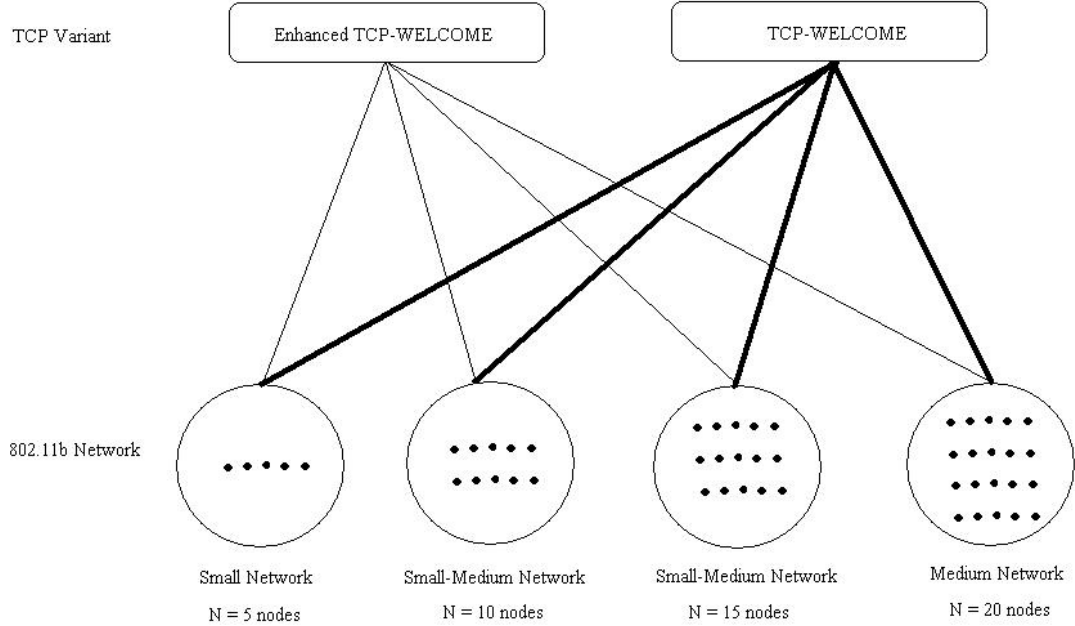 TCP Variant
Enhanced TCP-WELCOME
TCP-WELCOME
802.11b Network
Small Network
Small-Medium Network
Small-Medium Network
Medium Network
N = 5 nodes
N = 10 nodes
N = 15 nodes
N = 20 nodes